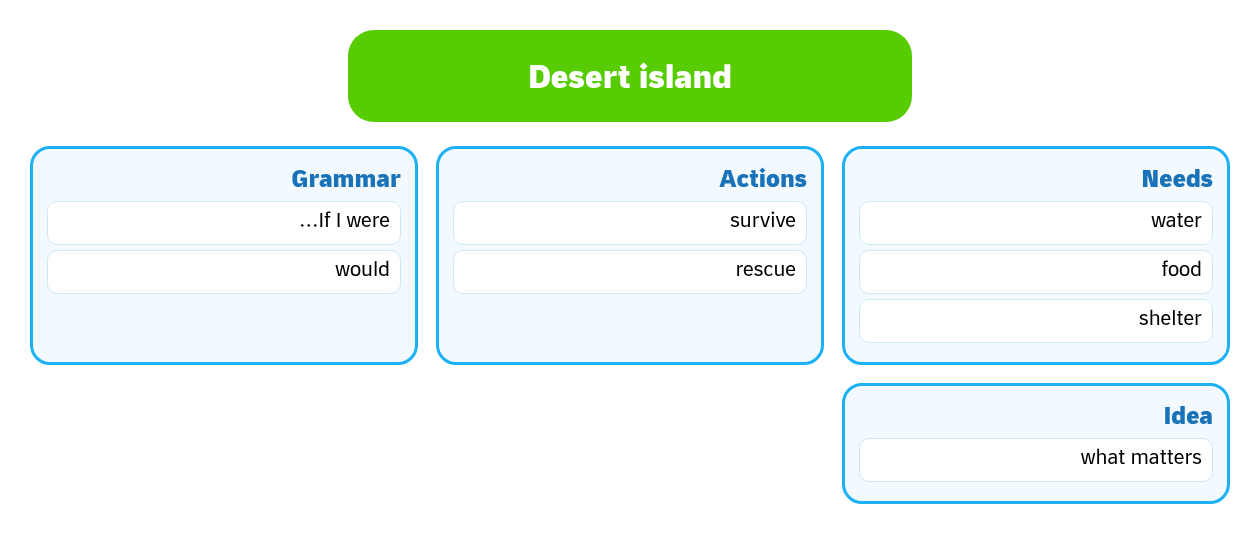 Desert island
Needs
water
food
shelter
Actions
survive
rescue
Grammar
…If I were
would
Idea
what matters